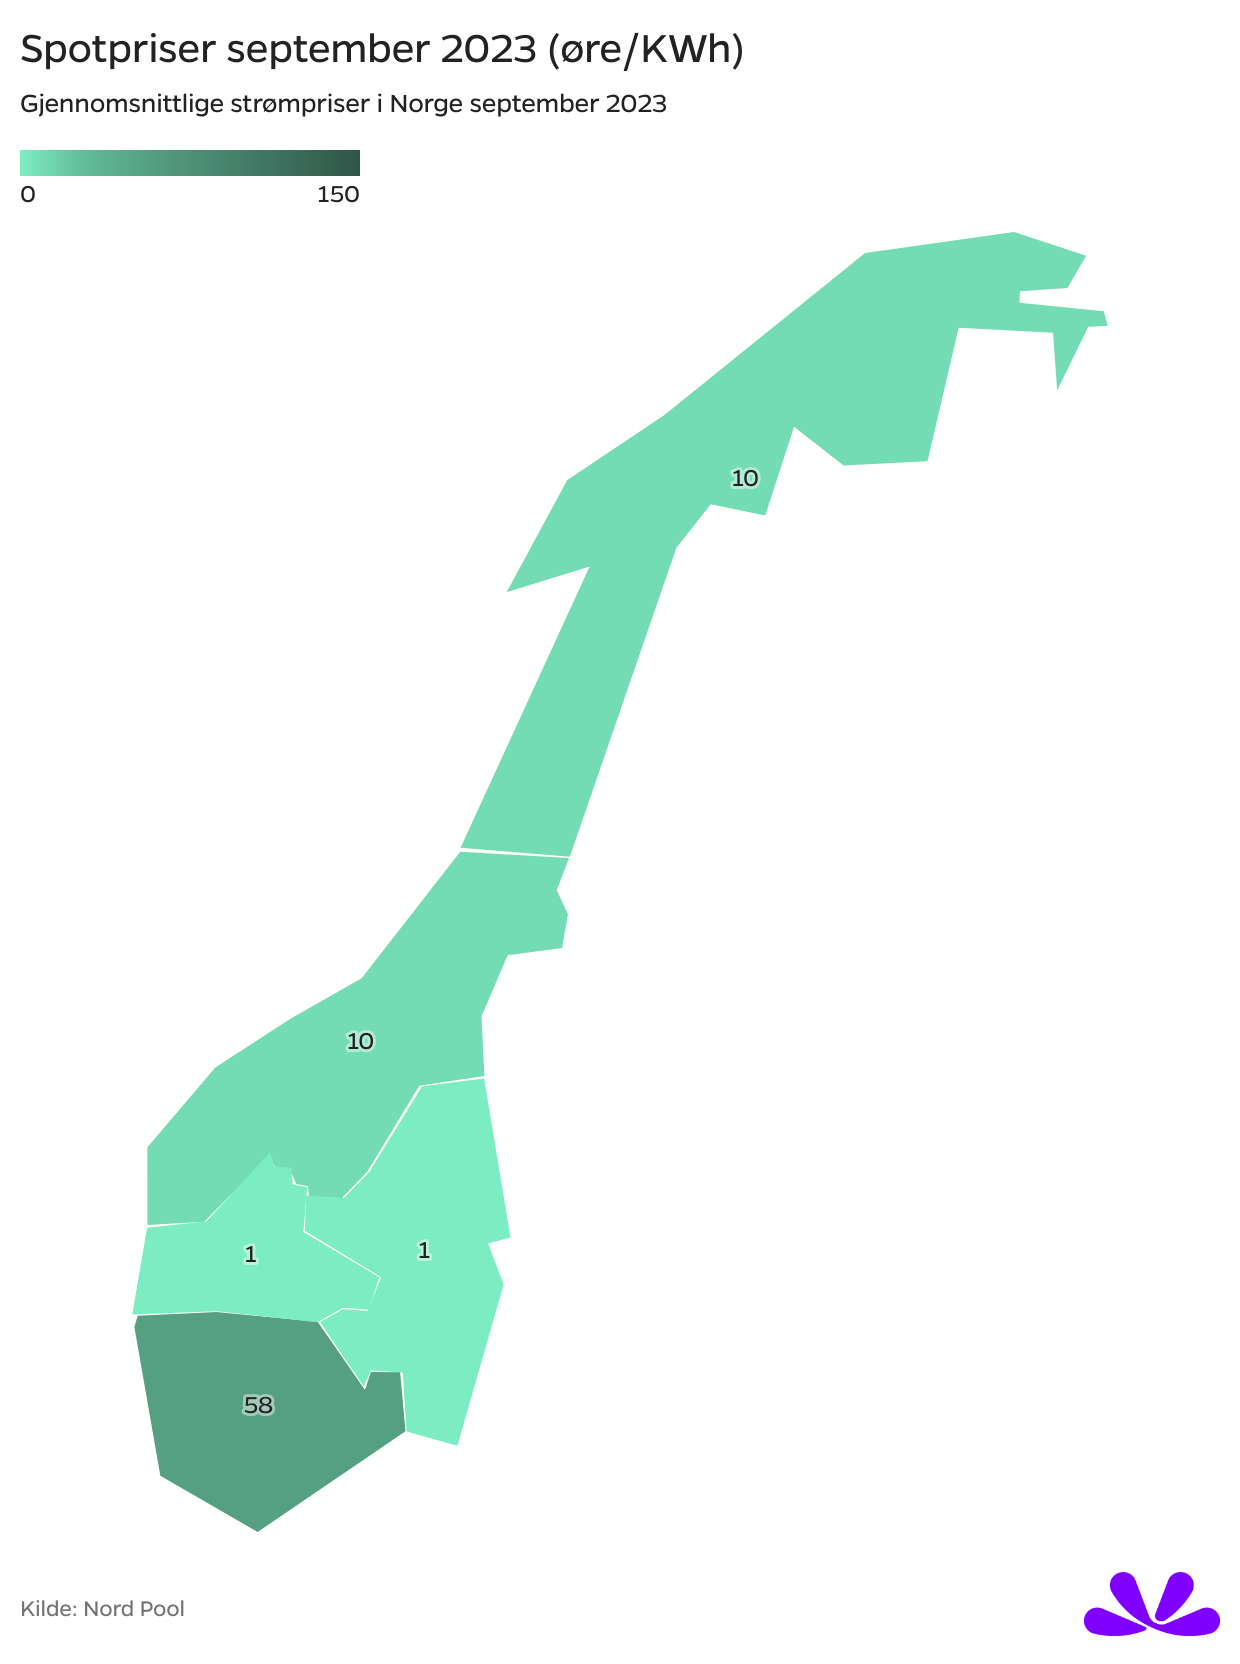 Spotpriser september 2023 (øre/KWh)
Gjennomsnittlige strømpriser i Norge september 2023
0 150
10
10
1 1
58
Kilde: Nord Pool